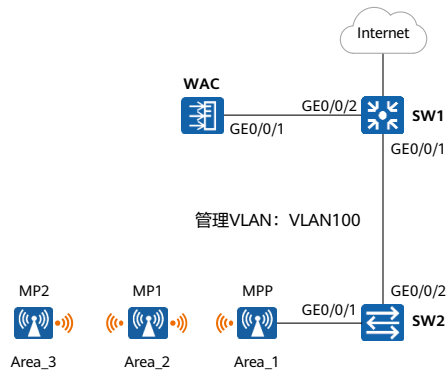 Internet
WAC
GE0/0/2
SW1
GE0/0/1
GE0/0/1
管理VLAN：VLAN100
MP2
MP1
MPP
GE0/0/2
GE0/0/1
SW2
Area_3
Area_2
Area_1